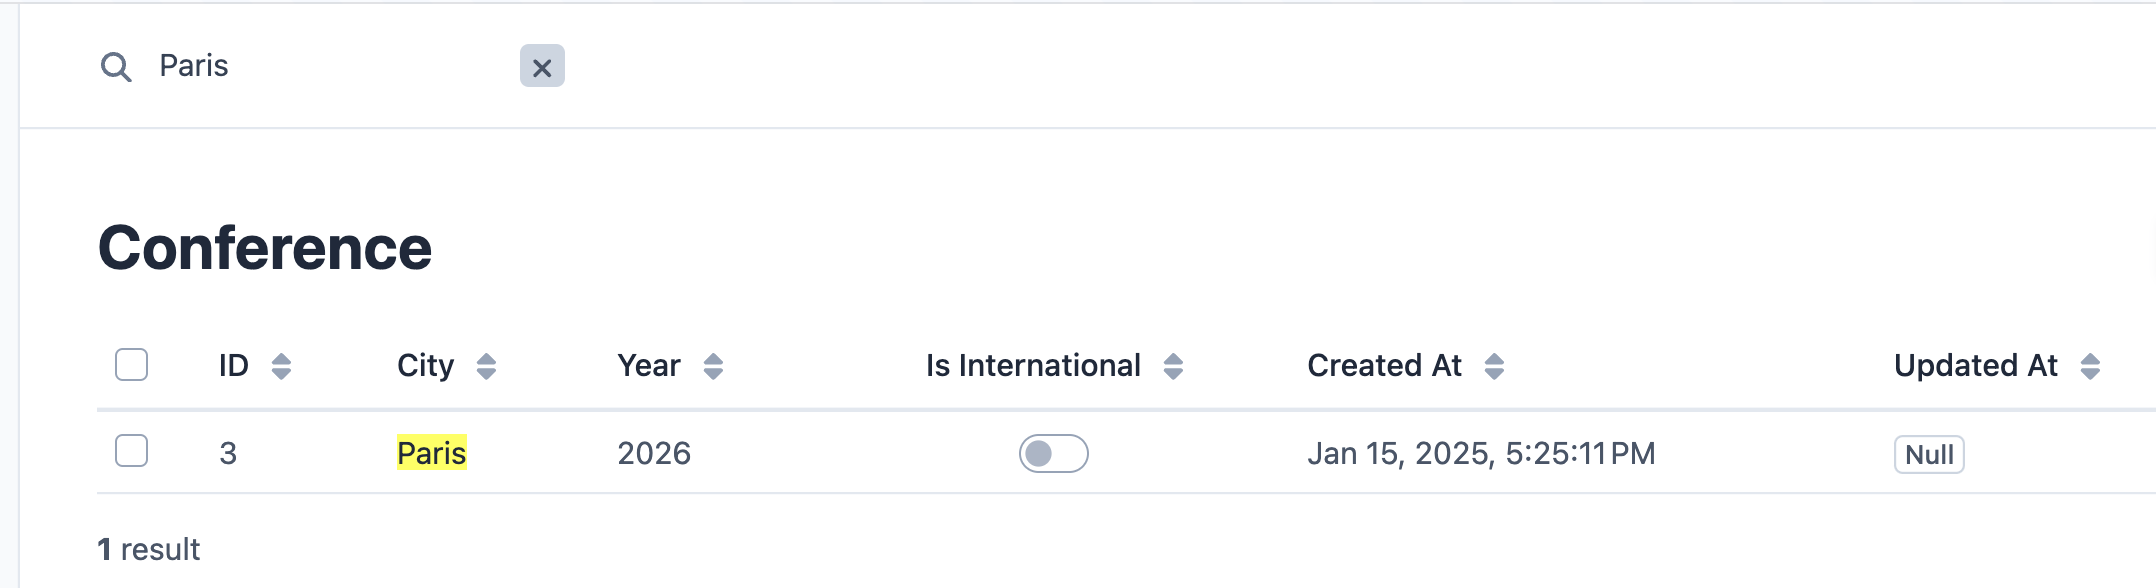 Paris
Conference
ID City Year Is International Created At Updated At
3 Paris 2026 Jan 15, 2025, 5:25:11 PM Null
1 result